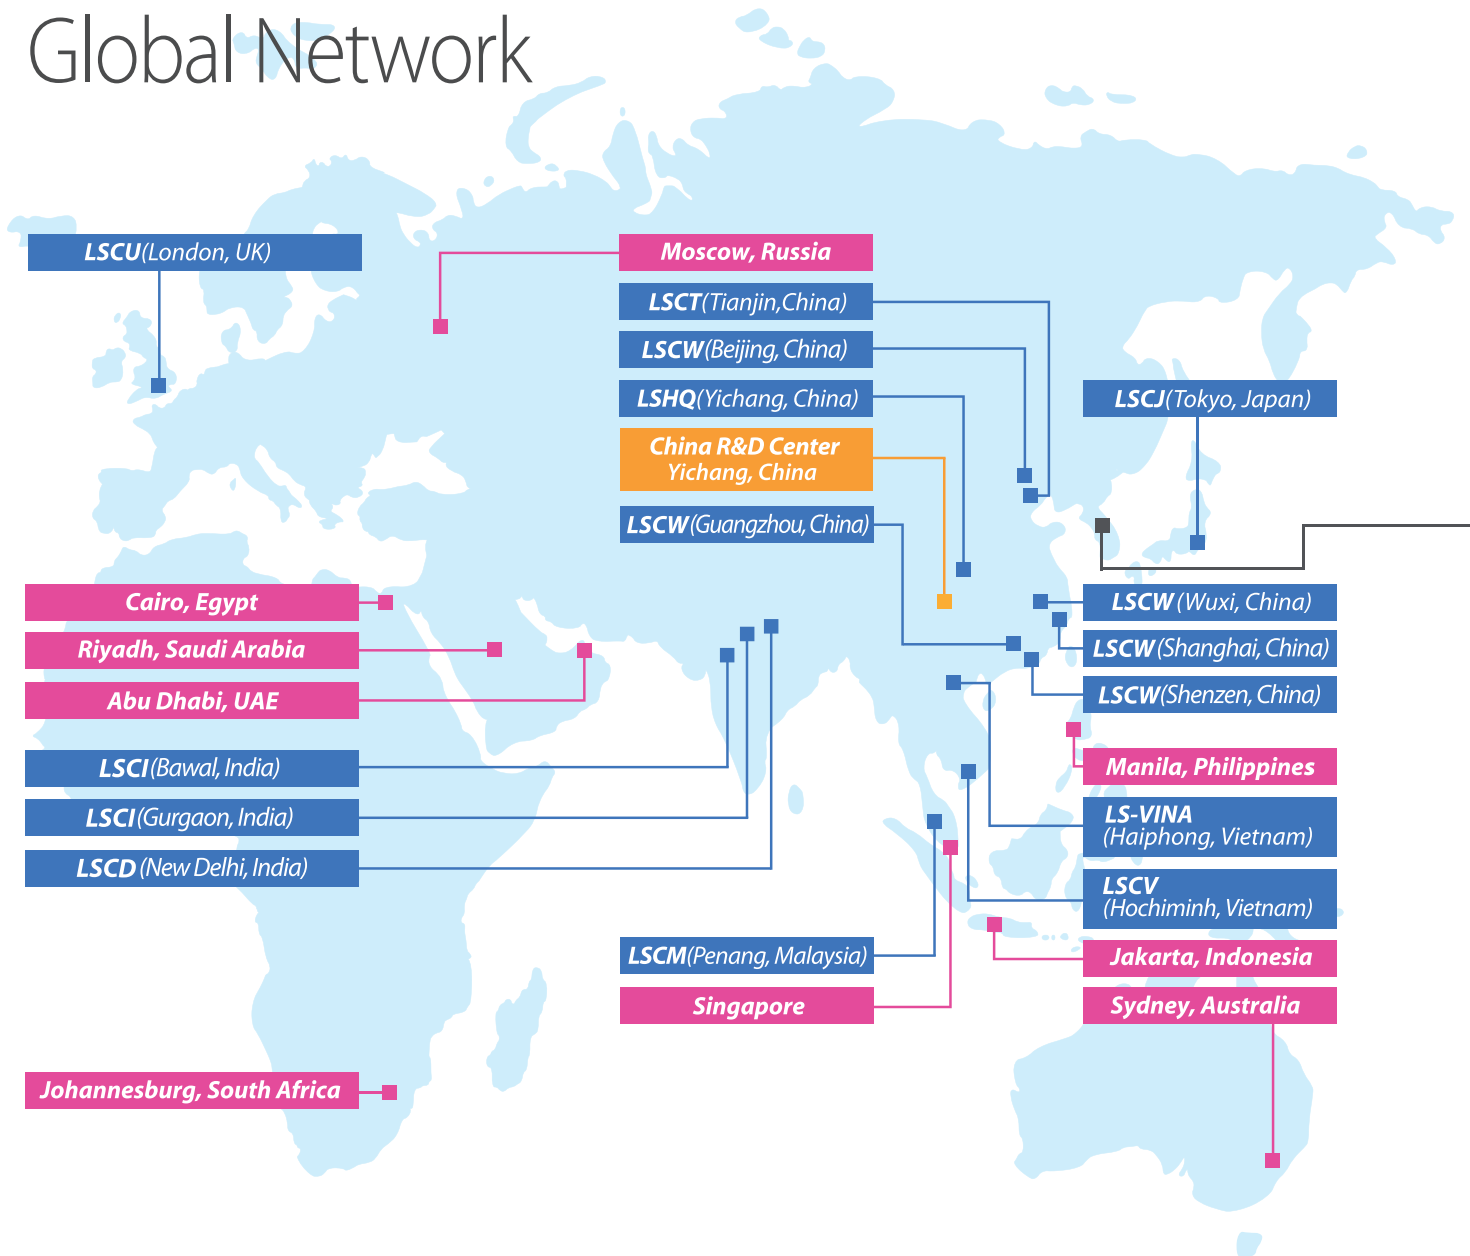 Global Network
LSCU(London, UK)
Moscow, Russia
LSCT(Tianjin,China)
LSCW(Beijing, China)
LSHQ(Yichang, China)
China R&D Center
Yichang, China
LSCW(Guangzhou, China)
LSCJ(Tokyo, Japan)
Cairo, Egypt
Riyadh, Saudi Arabia
Abu Dhabi, UAE
LSCI(Bawal, India)
LSCI(Gurgaon, India)
LSCD(New Delhi, India)
LSCW(Wuxi, China)
LSCW(Shanghai, China)
LSCW(Shenzen, China)
Manila, Philippines
LS-VINA
(Haiphong, Vietnam)
LSCV
(Hochiminh, Vietnam)
LSCM(Penang, Malaysia)
Singapore
Jakarta, Indonesia
Sydney, Australia
Johannesburg, South Africa